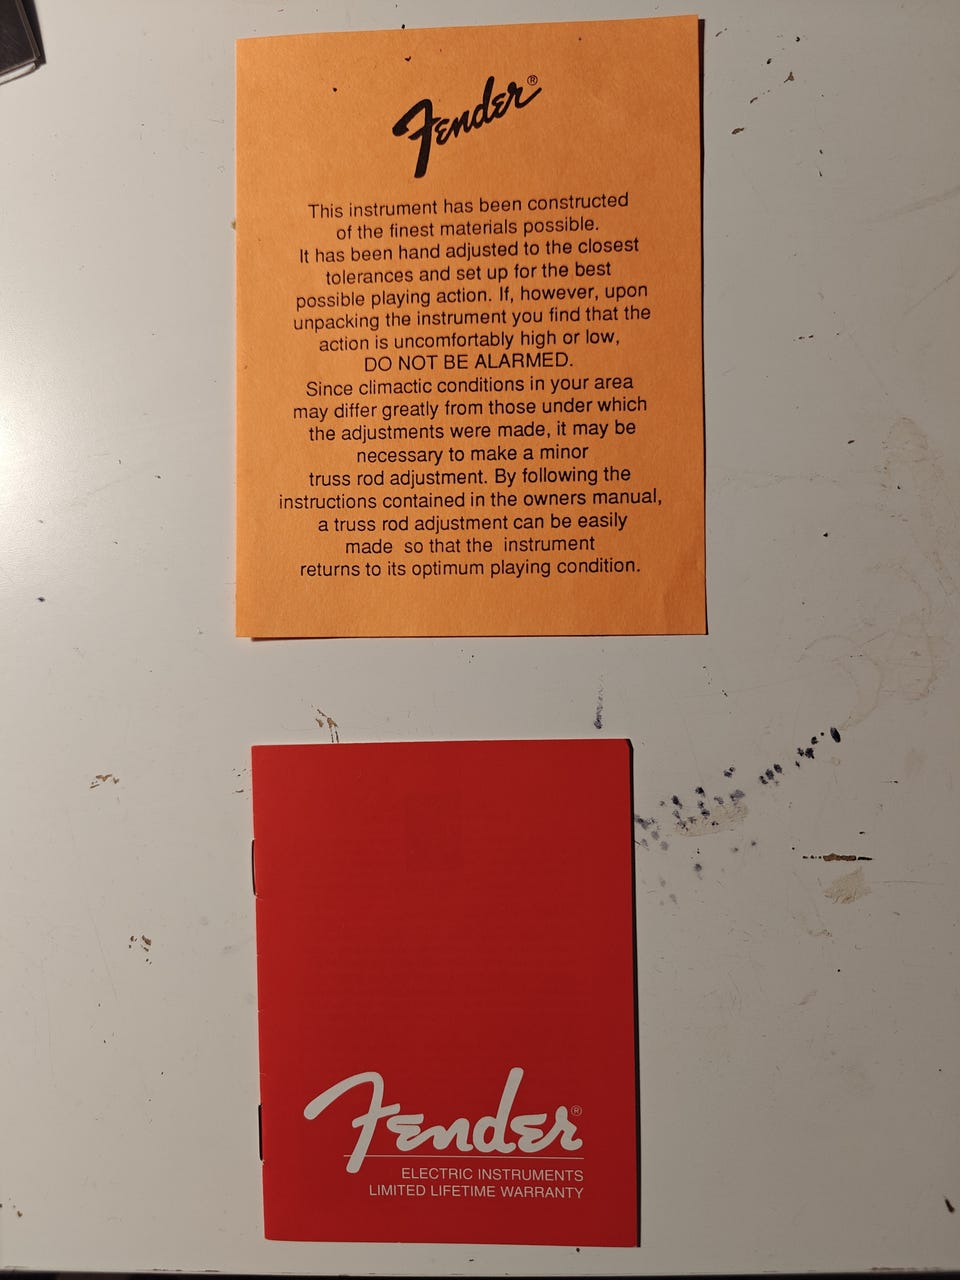 Fender®
This instrument has been constructed
of the finest materials possible.
It has been hand adjusted to the closest
tolerances and set up for the best
possible playing action. If, however, upon
unpacking the instrument you find that the
action is uncomfortably high or low,
DO NOT BE ALARMED.
Since climactic conditions in your area
may differ greatly from those under which
the adjustments were made, it may be
necessary to make a minor
truss rod adjustment. By following the
instructions contained in the owners manual,
a truss rod adjustment can be easily
made so that the instrument
returns to its optimum playing condition.
Fender®
ELECTRIC INSTRUMENTS
LIMITED LIFETIME WARRANTY